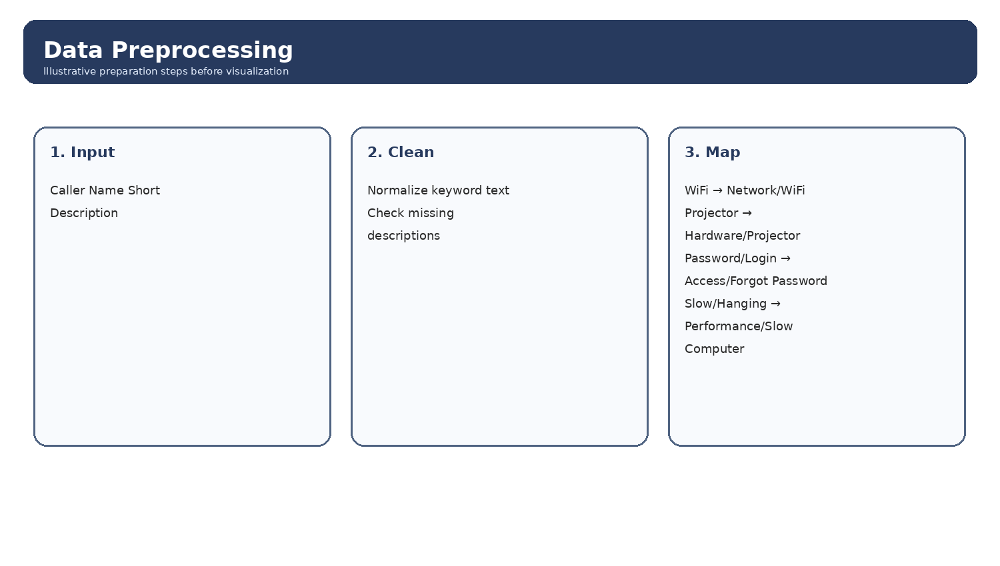 Data Preprocessing
Illustrative preparation steps before visualization
1. Input
Caller Name Short
Description
2. Clean
Normalize keyword text
Check missing
descriptions
3. Map
WiFi → Network/WiFi
Projector →
Hardware/Projector
Password/Login →
Access/Forgot Password
Slow/Hanging →
Performance/Slow
Computer